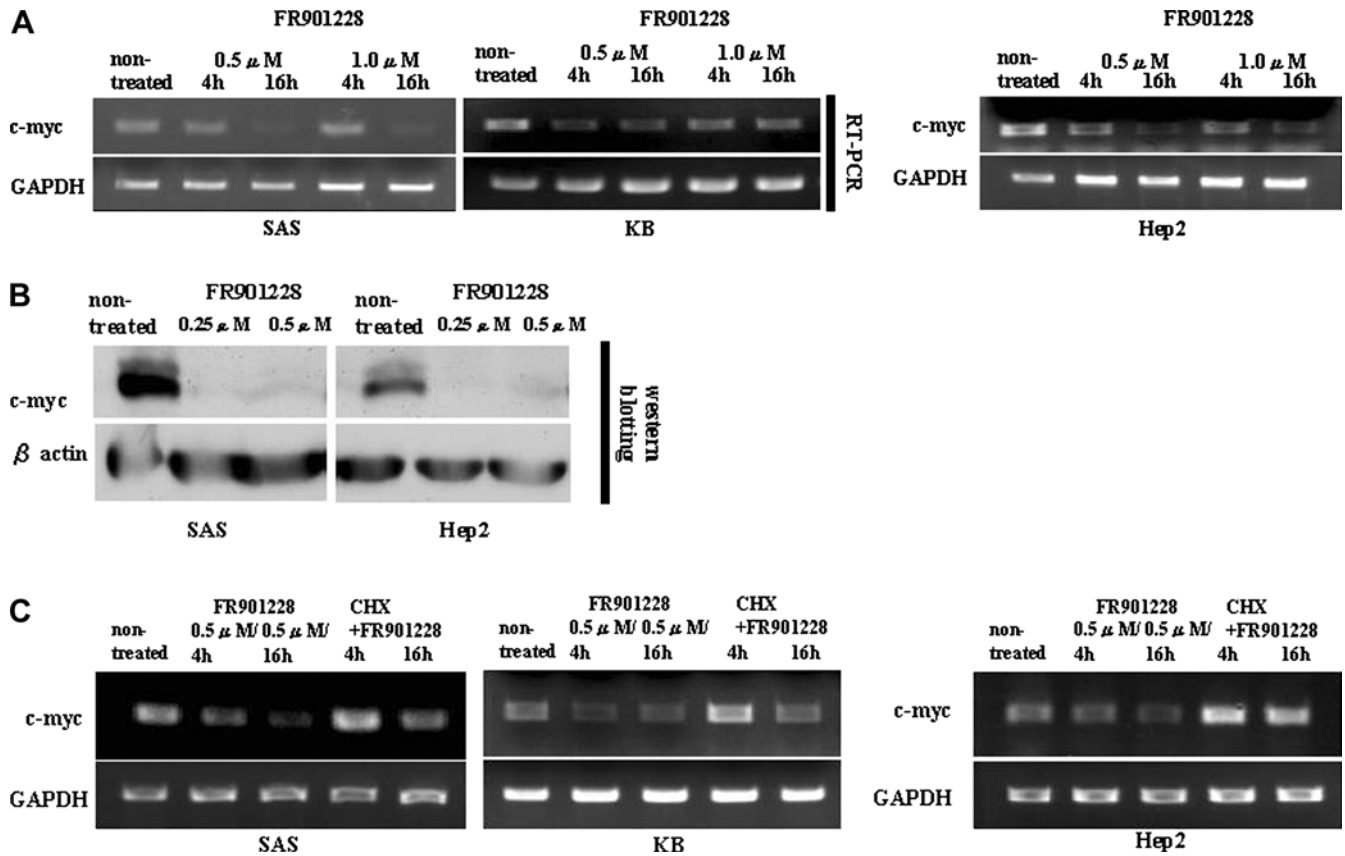 A
FR901228
non-
treated
0.5 μ M
1.0 μ M
4h 16h 4h 16h
c-myc
GAPDH
SAS
FR901228
non-
treated
0.5 μ M
1.0 μ M
4h 16h 4h 16h
KB
RT-PCR
FR901228
non-
treated
0.5 μ M
1.0 μ M
4h 16h 4h 16h
c-myc
GAPDH
Hep2
B
FR901228
non-
treated
0.25 μ M 0.5 μ M
c-myc
β actin
SAS
FR901228
non-
treated
0.25 μ M 0.5 μ M
Hep2
western
blotting
C
FR901228 CHX
non-
treated
0.5 μ M/ 0.5 μ M/ +FR901228
4h 16h 4h 16h
c-myc
GAPDH
SAS
FR901228 CHX
non-
treated
0.5 μ M/ 0.5 μ M/ +FR901228
4h 16h 4h 16h
KB
FR901228 CHX
non-
treated
0.5 μ M/ 0.5 μ M/ +FR901228
4h 16h 4h 16h
c-myc
GAPDH
Hep2